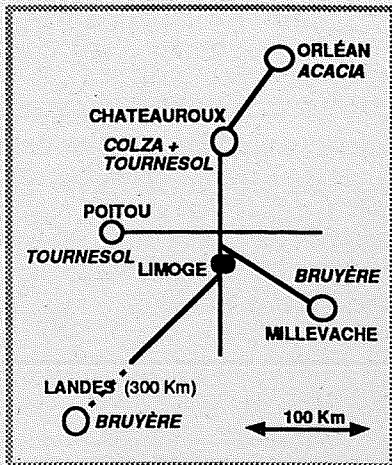 ORLÉAN
ACACIA
CHATEAUROUX
COLZA +
TOURNESOL
POITOU
TOURNESOL
LIMOGE
BRUYÈRE
MILLEVACHE
LANDES (300 Km)
BRUYÈRE
100 Km